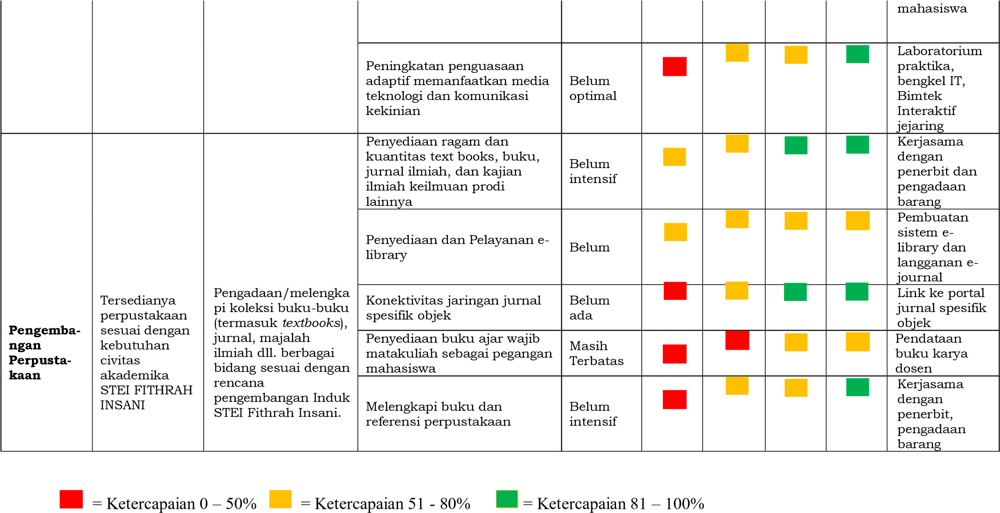 mahasiswa
Peningkatan penguasaan
adaptif memanfaatkan media
teknologi dan komunikasi
kekinian
Belum
optimal
Laboratorium
praktika,
bengkel IT,
Bimtek
Interaktif
jejaring
Pengemba-
ngan
Perpusta-
kaan
Tersedianya
perpustakaan
sesuai dengan
kebutuhan
civitas
akademika
STEI FITHRAH
INSANI
Pengadaan/melengka
pi koleksi buku-buku
(termasuk textbooks),
jurnal, majalah
ilmiah dll. berbagai
bidang sesuai dengan
rencana
pengembangan Induk
STEI Fithrah Insani.
Penyediaan ragam dan
kuantitas text books, buku,
jurnal ilmiah, dan kajian
ilmiah keilmuan prodi
lainnya
Belum
intensif
Kerjasama
dengan
penerbit dan
pengadaan
barang
Penyediaan dan Pelayanan e-
library
Belum
Pembuatan
sistem e-
library dan
langganan e-
journal
Konektivitas jaringan jurnal
spesifik objek
Belum
ada
Link ke portal
jurnal spesifik
objek
Penyediaan buku ajar wajib
matakuliah sebagai pegangan
mahasiswa
Masih
Terbatas
Pendataan
buku karya
dosen
Melengkapi buku dan
referensi perpustakaan
Belum
intensif
Kerjasama
dengan
penerbit,
pengadaan
barang
= Ketercapaian 0 – 50%
= Ketercapaian 51 - 80%
= Ketercapaian 81 – 100%